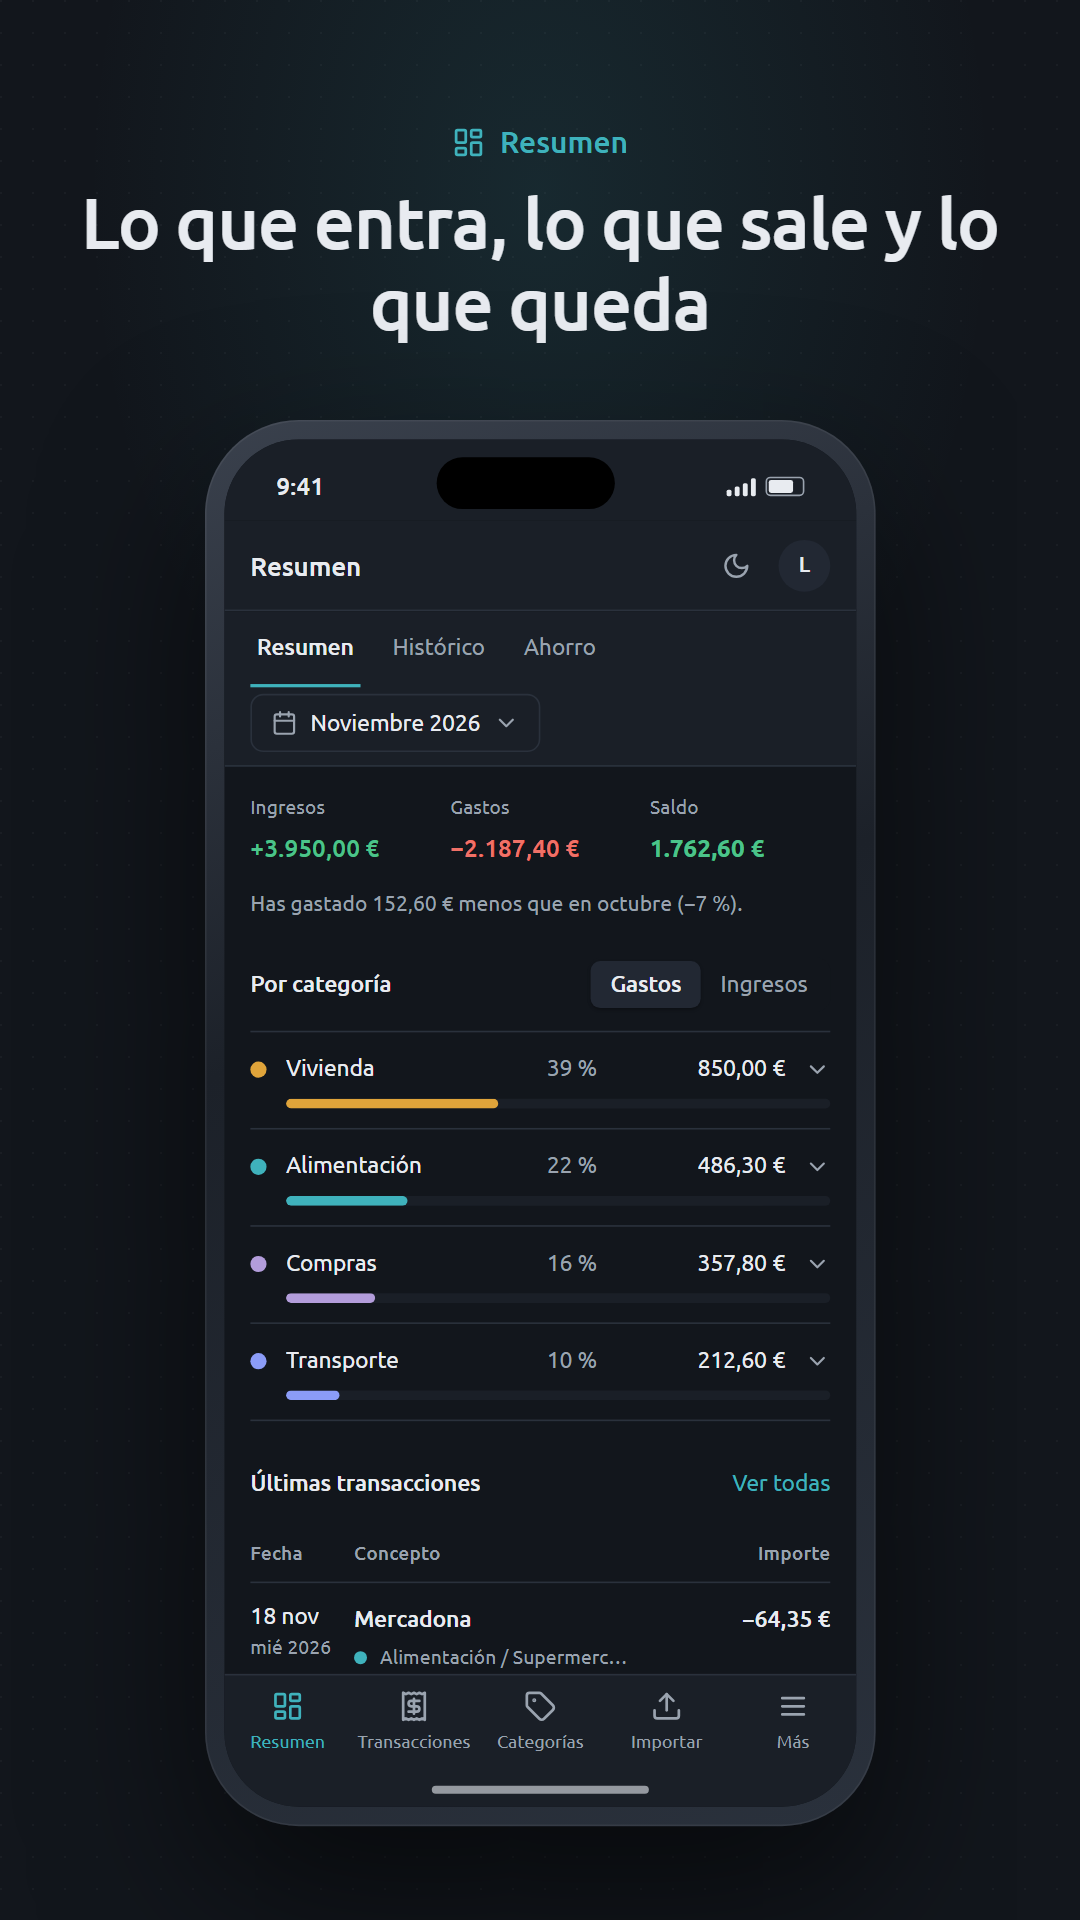 Resumen
Lo que entra, lo que sale y lo
que queda
9:41
Resumen
L
Resumen Histórico Ahorro
Noviembre 2026
Ingresos Gastos Saldo
+3.950,00 € −2.187,40 € 1.762,60 €
Has gastado 152,60 € menos que en octubre (−7 %).
Por categoría Gastos Ingresos
Vivienda 39 % 850,00 €
Alimentación 22 % 486,30 €
Compras 16 % 357,80 €
Transporte 10 % 212,60 €
Últimas transacciones Ver todas
Fecha Concepto Importe
18 nov Mercadona −64,35 €
mié 2026 Alimentación / Supermerc…
Resumen Transacciones Categorías Importar Más